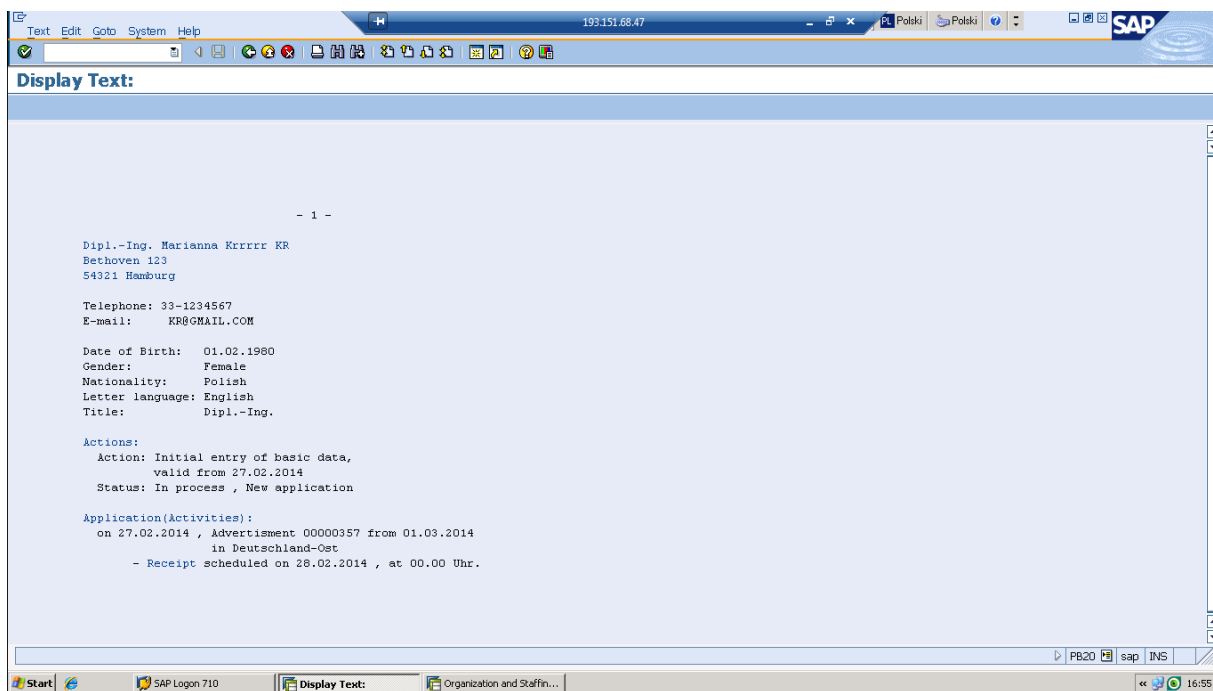 193.151.68.47
PL Polski Polski
Text Edit Goto System Help
SAP
Display Text:
- 1 -
Dipl.-Ing. Marianna Krrrrr KR
Bethoven 123
54321 Hamburg
Telephone: 33-1234567
E-mail: KR@GMAIL.COM
Date of Birth: 01.02.1980
Gender: Female
Nationality: Polish
Letter language: English
Title: Dipl.-Ing.
Actions:
Action: Initial entry of basic data,
valid from 27.02.2014
Status: In process , New application
Application(Activities):
on 27.02.2014 , Advertisment 00000357 from 01.03.2014
in Deutschland-Ost
- Receipt scheduled on 28.02.2014 , at 00.00 Uhr.
PB20 sap INS
Start SAP Logon 710 Display Text: Organization and Staffin... 16:55